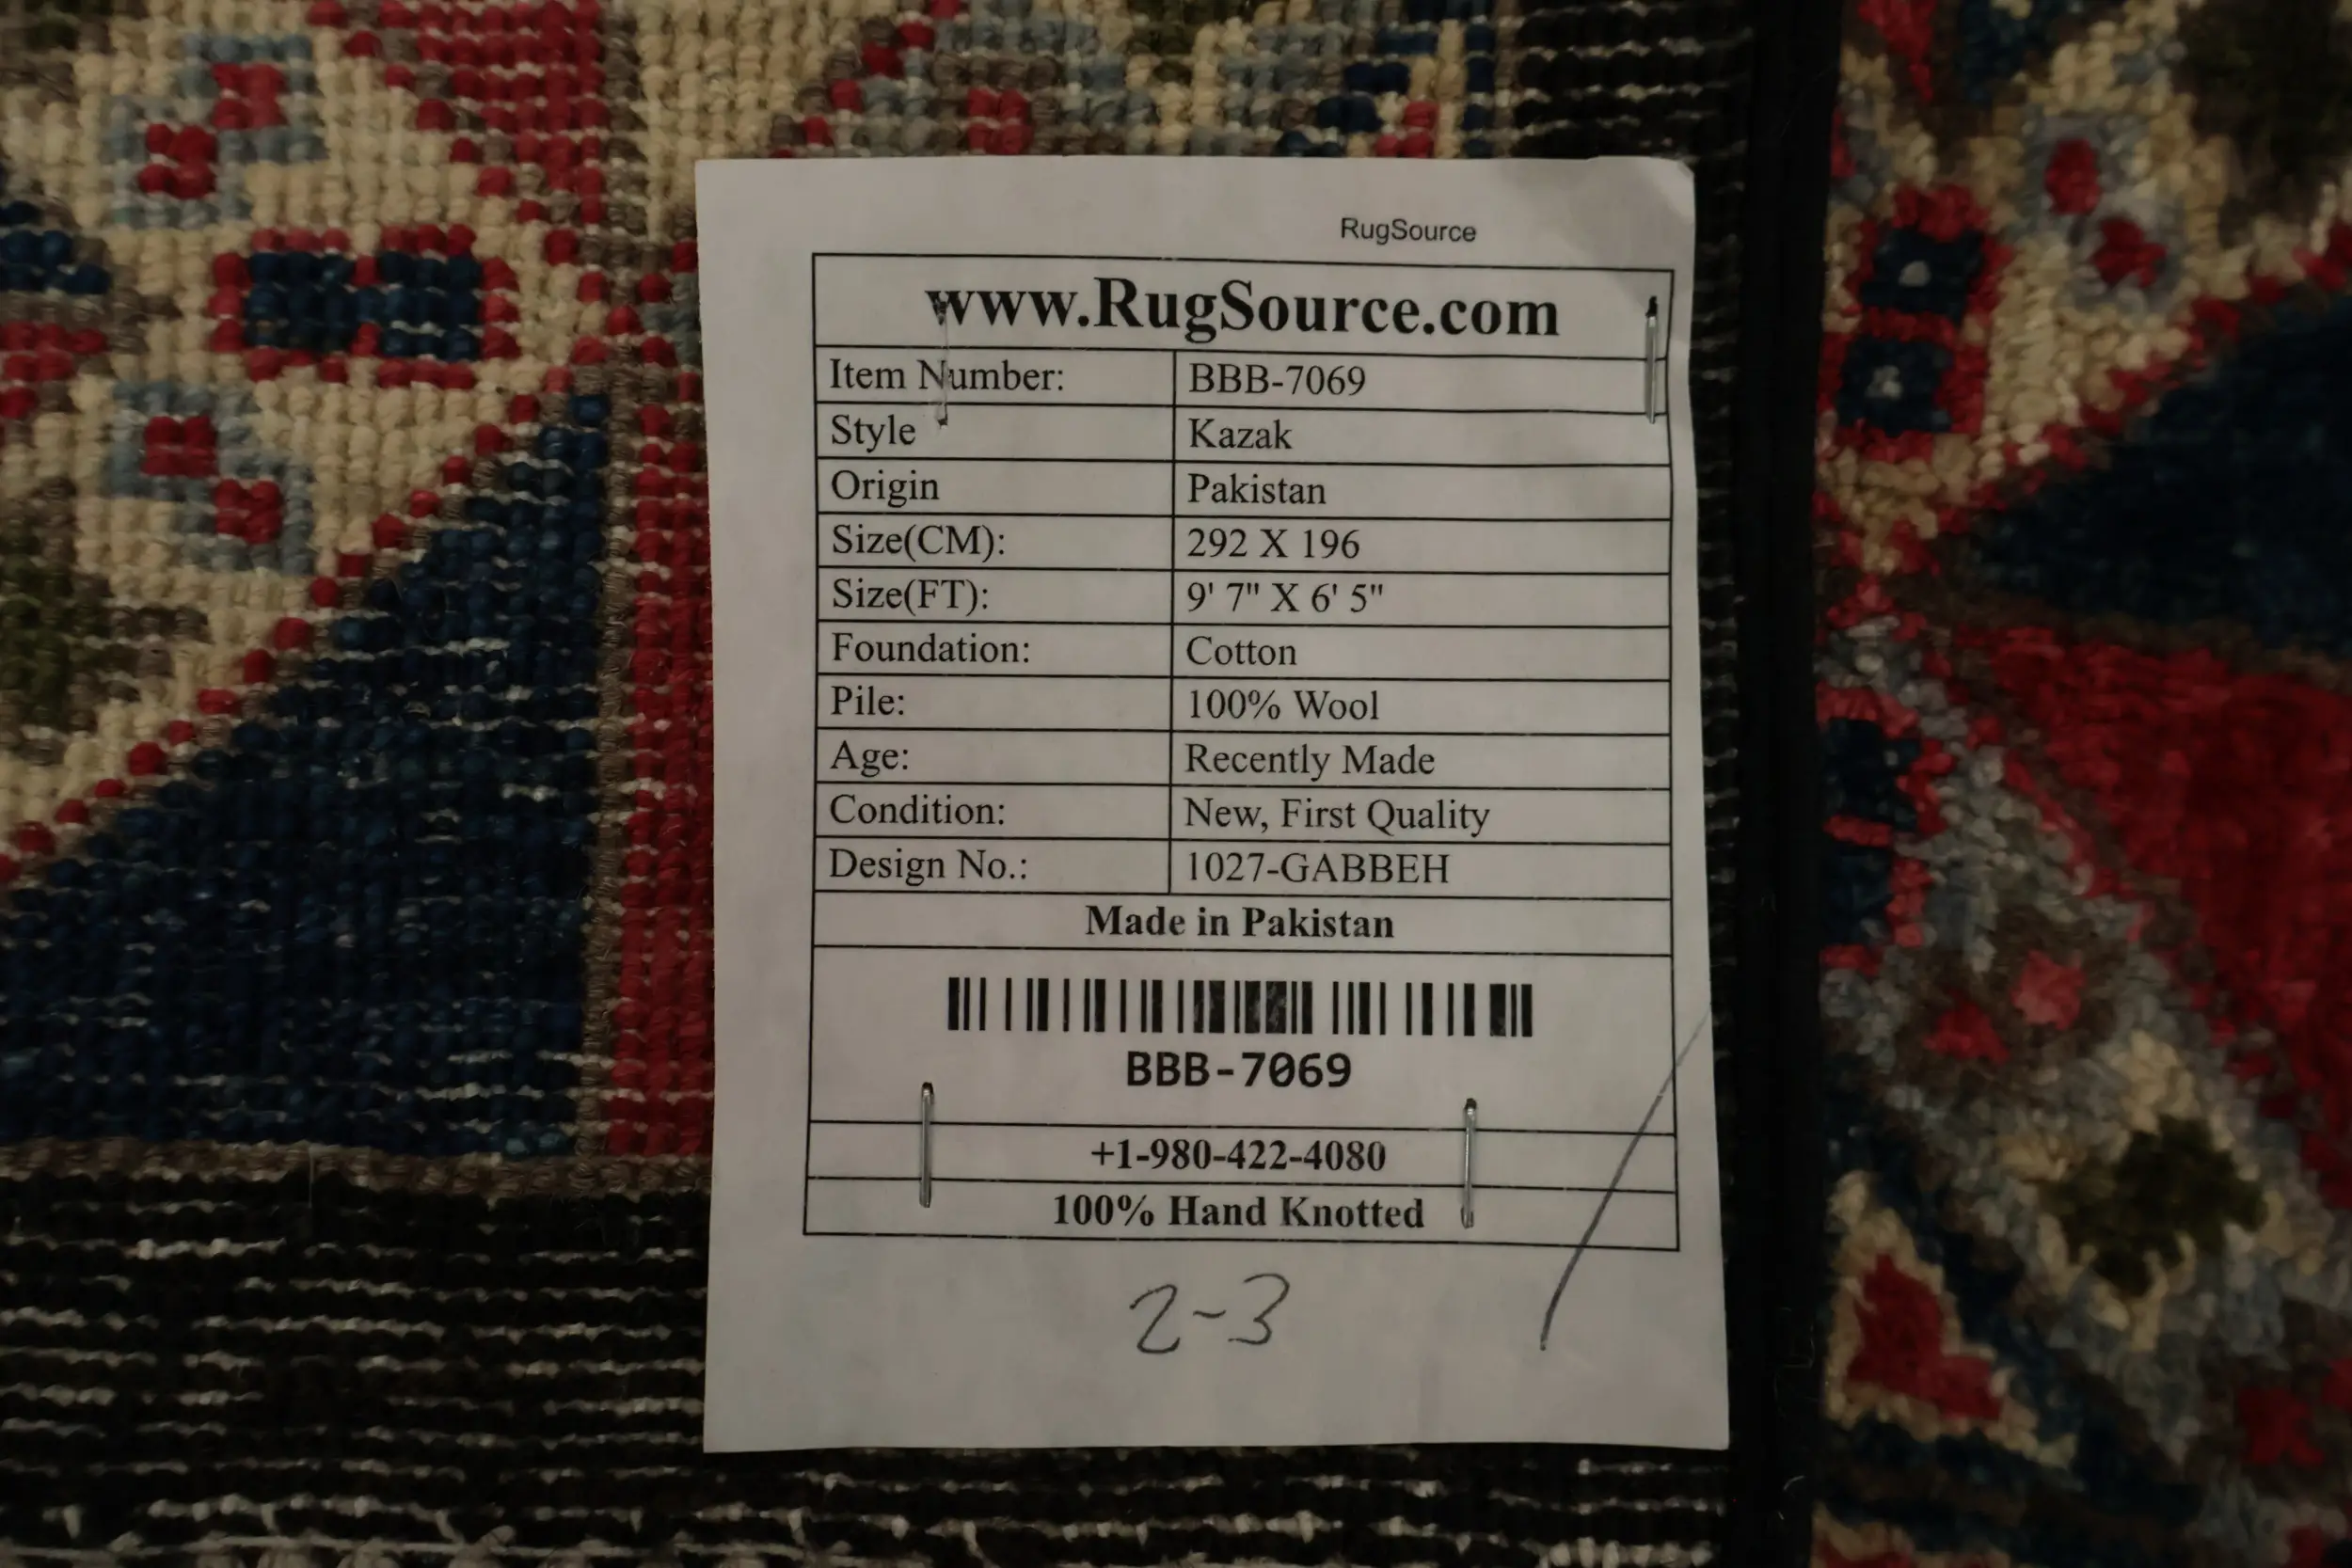 RugSource
www.RugSource.com
Item Number: BBB-7069
Style Kazak
Origin Pakistan
Size(CM): 292 X 196
Size(FT): 9' 7" X 6' 5"
Foundation: Cotton
Pile: 100% Wool
Age: Recently Made
Condition: New, First Quality
Design No.: 1027-GABBEH
Made in Pakistan
BBB-7069
+1-980-422-4080
100% Hand Knotted
2-3